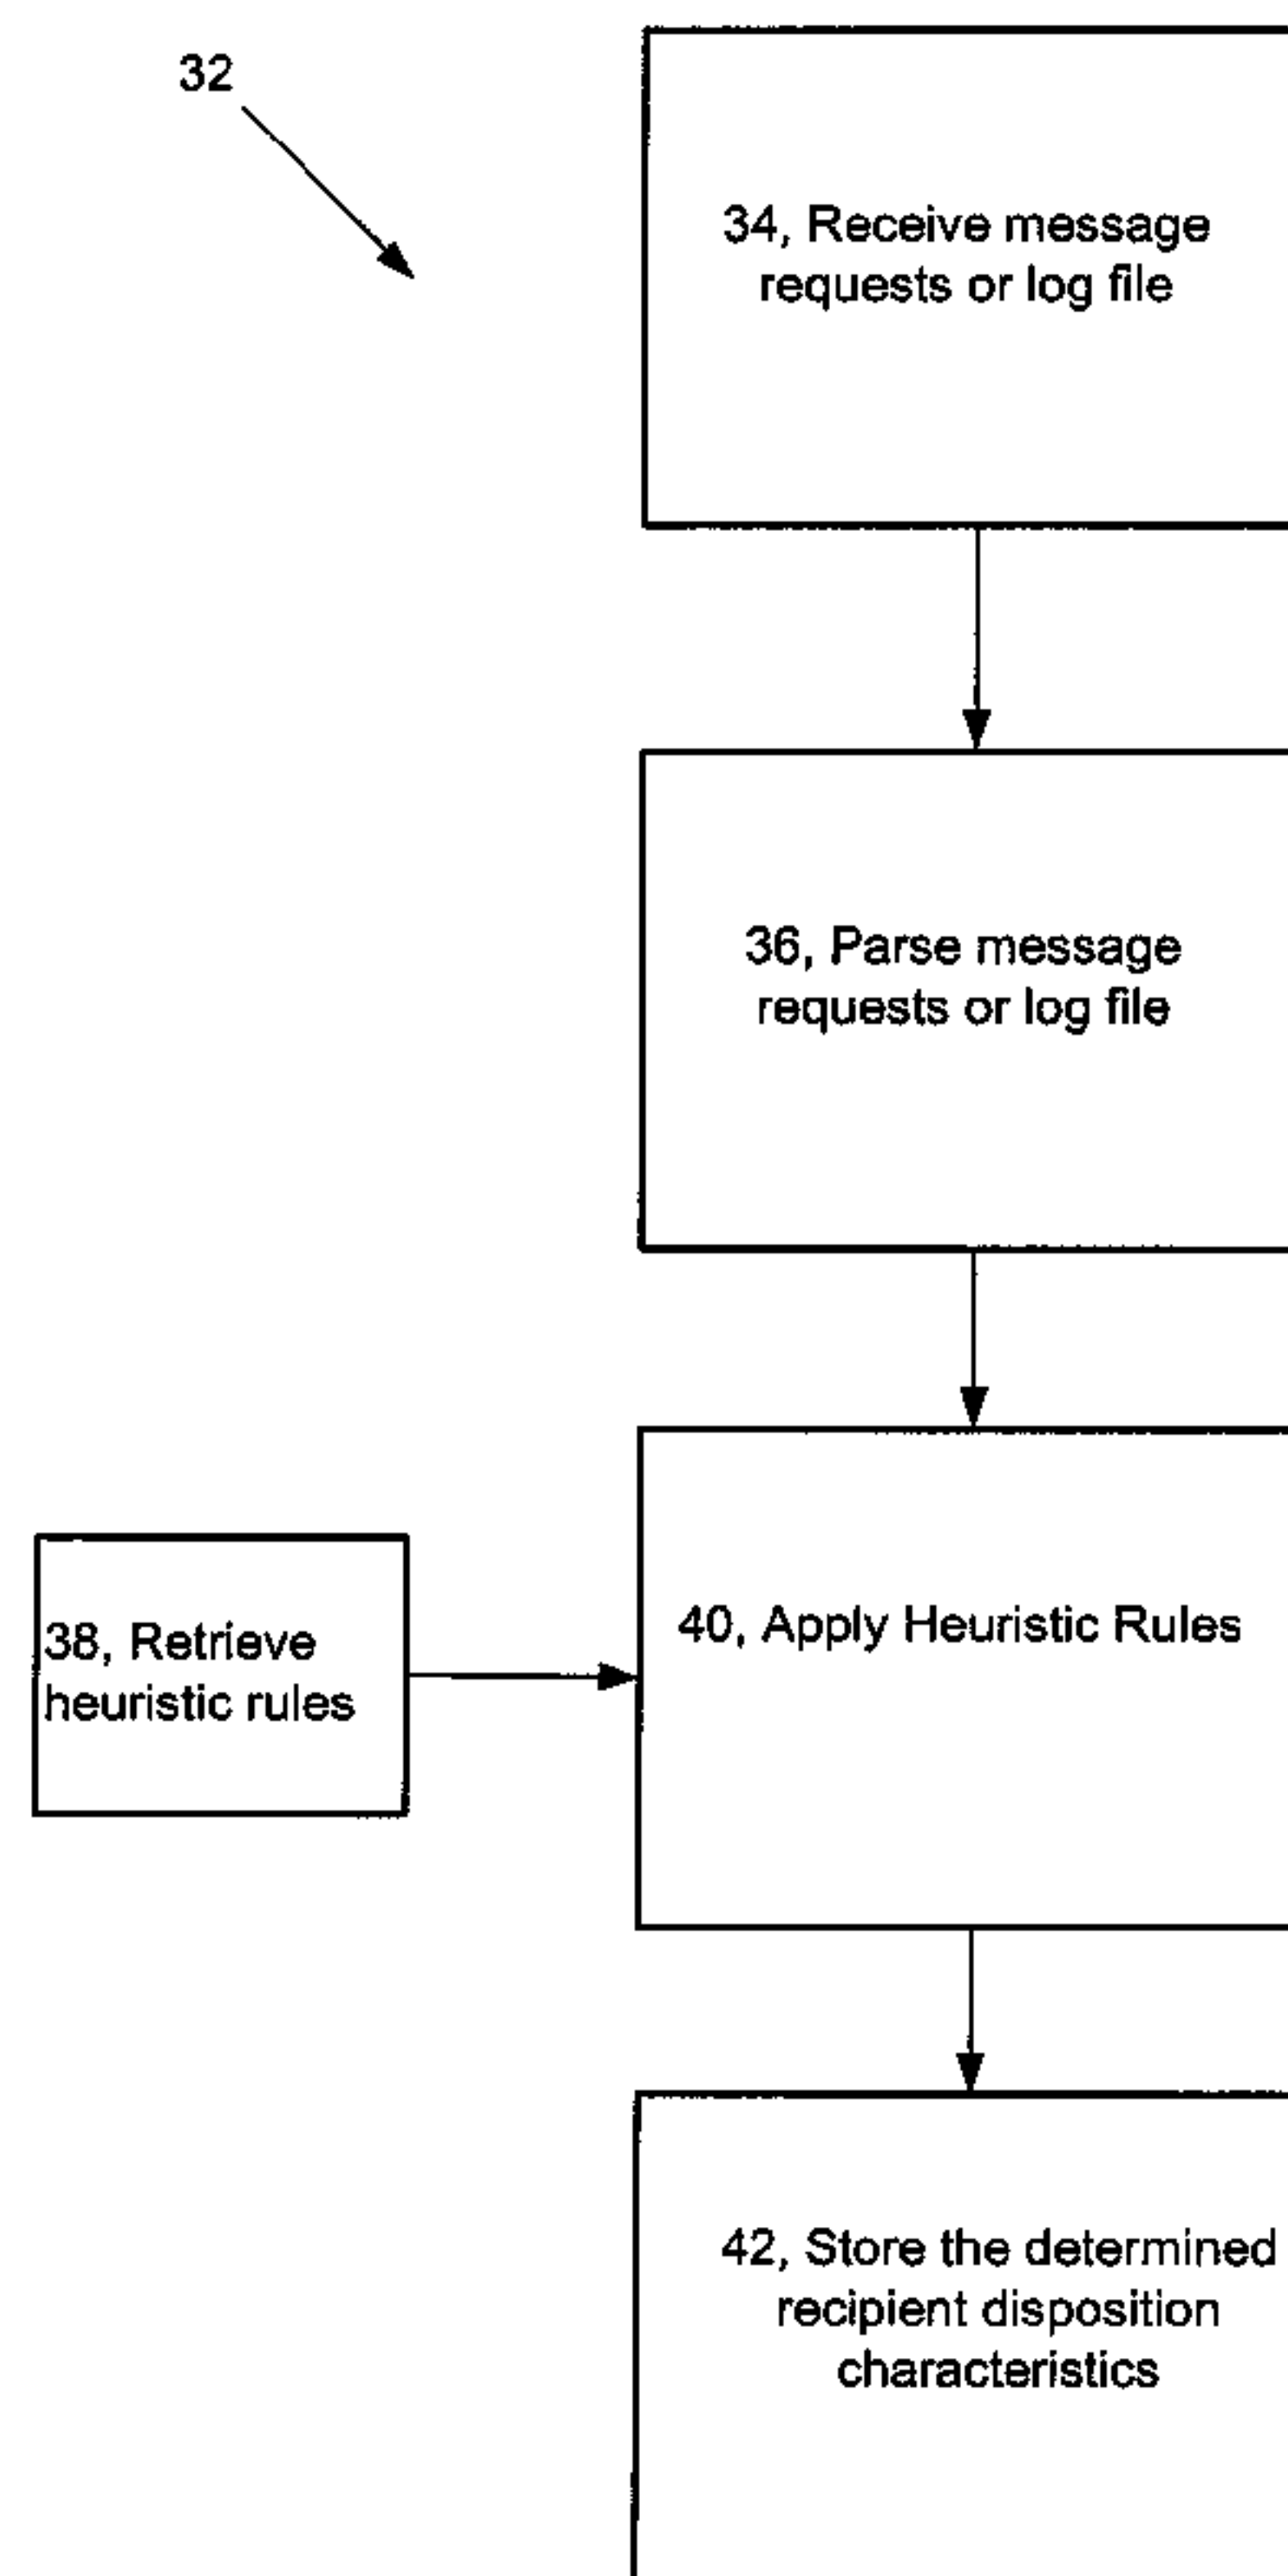 32
34, Receive message
requests or log file
36, Parse message
requests or log file
38, Retrieve
heuristic rules
40, Apply Heuristic Rules
42, Store the determined
recipient disposition
characteristics